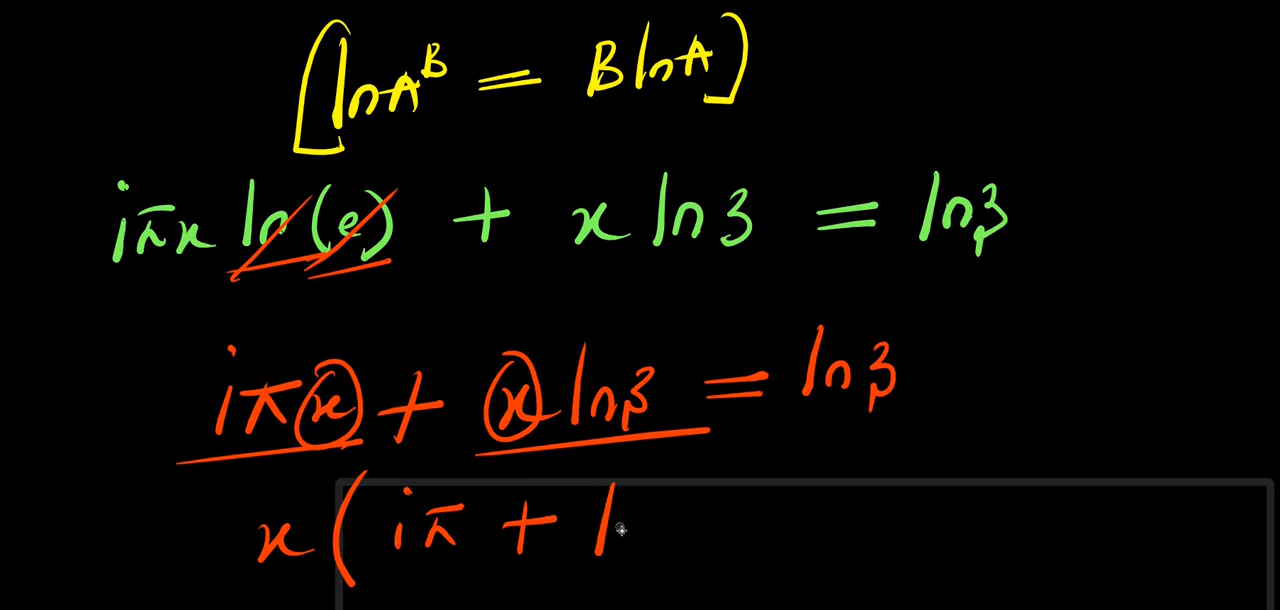 [ln A^B = B ln A]
iπx ln(e) + x ln 3 = ln 3
iπx + x ln 3 = ln 3
x ( iπ + l